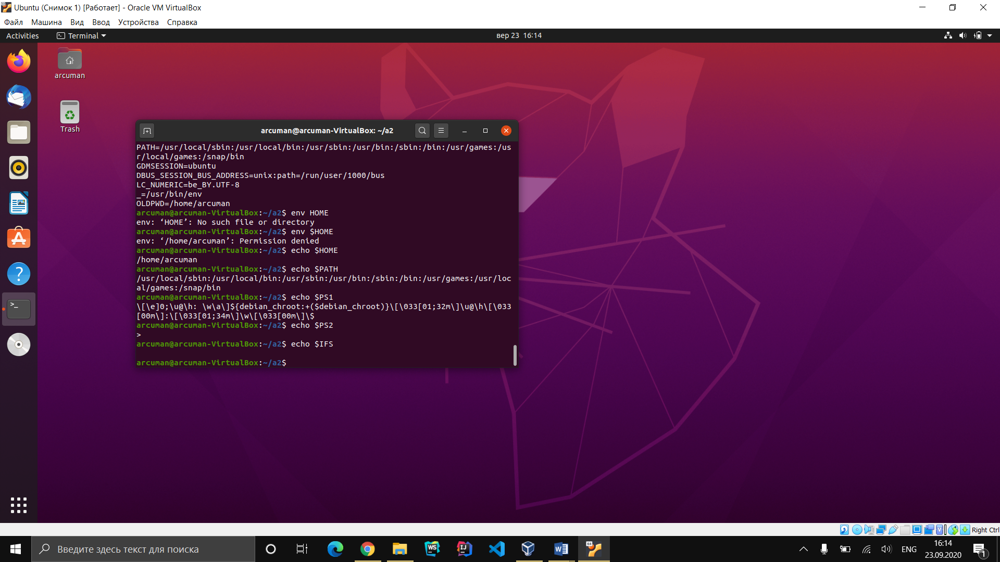 Ubuntu (Снимок 1) [Работает] - Oracle VM VirtualBox
Файл Машина Вид Ввод Устройства Справка
Activities Terminal вер 23 16:14
arcuman
Trash
arcuman@arcuman-VirtualBox: ~/a2
PATH=/usr/local/sbin:/usr/local/bin:/usr/sbin:/usr/bin:/sbin:/bin:/usr/games:/us
r/local/games:/snap/bin
GDMSESSION=ubuntu
DBUS_SESSION_BUS_ADDRESS=unix:path=/run/user/1000/bus
LC_NUMERIC=be_BY.UTF-8
_=/usr/bin/env
OLDPWD=/home/arcuman
arcuman@arcuman-VirtualBox:~/a2$ env HOME
env: ‘HOME’: No such file or directory
arcuman@arcuman-VirtualBox:~/a2$ env $HOME
env: ‘/home/arcuman’: Permission denied
arcuman@arcuman-VirtualBox:~/a2$ echo $HOME
/home/arcuman
arcuman@arcuman-VirtualBox:~/a2$ echo $PATH
/usr/local/sbin:/usr/local/bin:/usr/sbin:/usr/bin:/sbin:/bin:/usr/games:/usr/loc
al/games:/snap/bin
arcuman@arcuman-VirtualBox:~/a2$ echo $PS1
\[\e]0;\u@\h: \w\a\]${debian_chroot:+($debian_chroot)}\[\033[01;32m\]\u@\h\[\033
[00m\]:\[\033[01;34m\]\w\[\033[00m\]\$
arcuman@arcuman-VirtualBox:~/a2$ echo $PS2
>
arcuman@arcuman-VirtualBox:~/a2$ echo $IFS
arcuman@arcuman-VirtualBox:~/a2$
Right Ctrl
Введите здесь текст для поиска
WS
IJ
W
64
ENG
16:14
23.09.2020
1